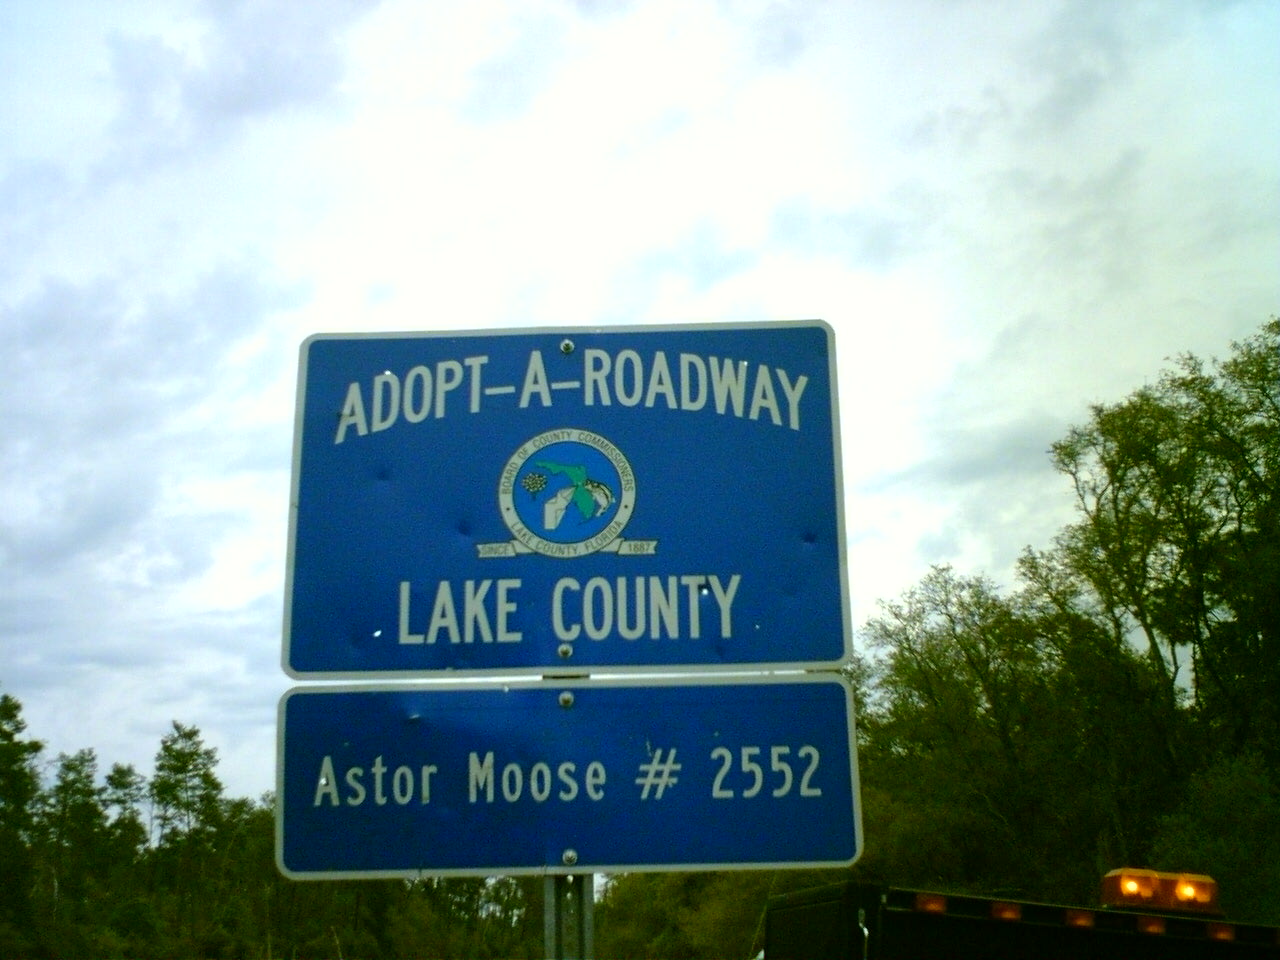 ADOPT-A-ROADWAY
BOARD OF COUNTY COMMISSIONERS
LAKE COUNTY, FLORIDA
SINCE 1887
LAKE COUNTY
Astor Moose # 2552